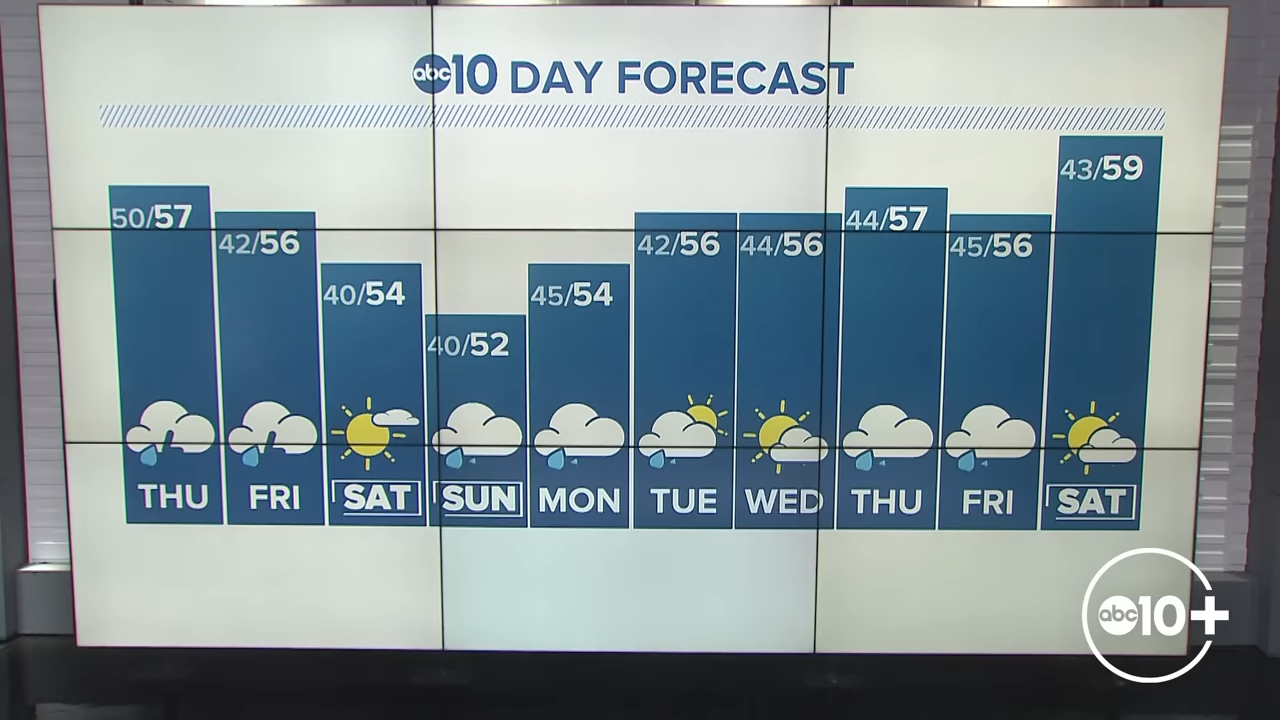 abc10 DAY FORECAST
50/57
42/56
40/54
40/52
45/54
42/56
44/56
44/57
45/56
43/59
THU
FRI
SAT
SUN
MON
TUE
WED
THU
FRI
SAT
abc10+